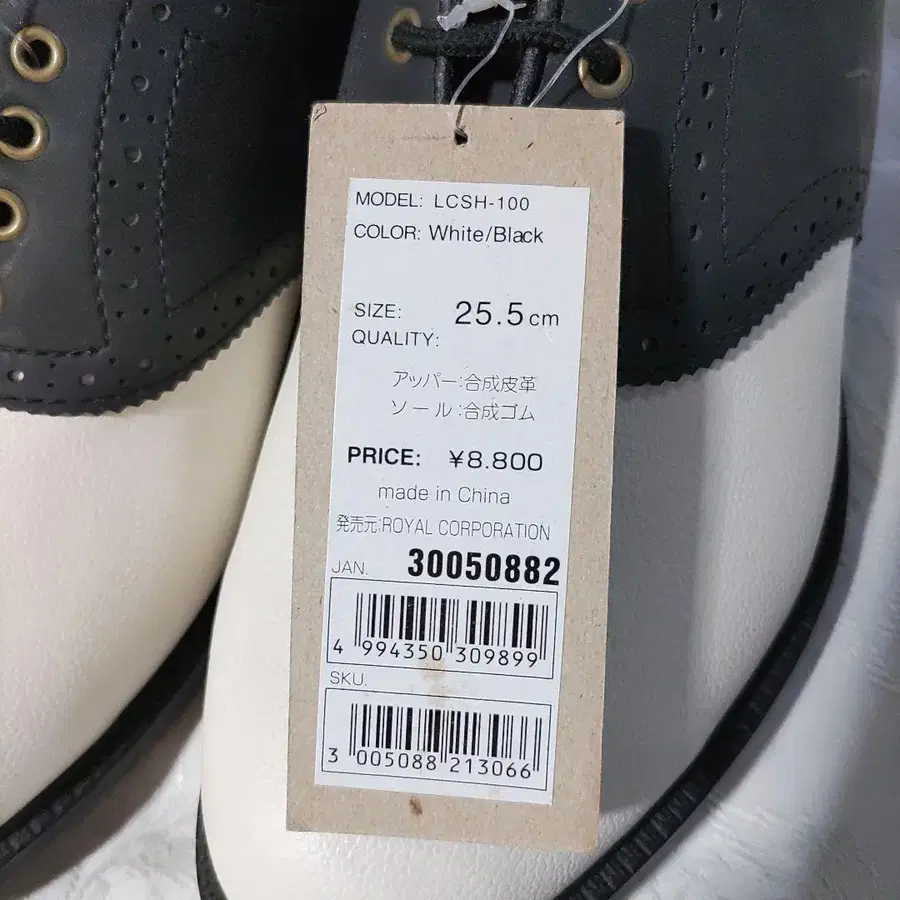 MODEL: LCSH-100
COLOR: White/Black
SIZE: 25.5cm
QUALITY:
アッパー:合成皮革
ソール:合成ゴム
PRICE: ¥8.800
made in China
発売元:ROYAL CORPORATION
JAN. 30050882
4 994350 309899
SKU.
3 005088 213066